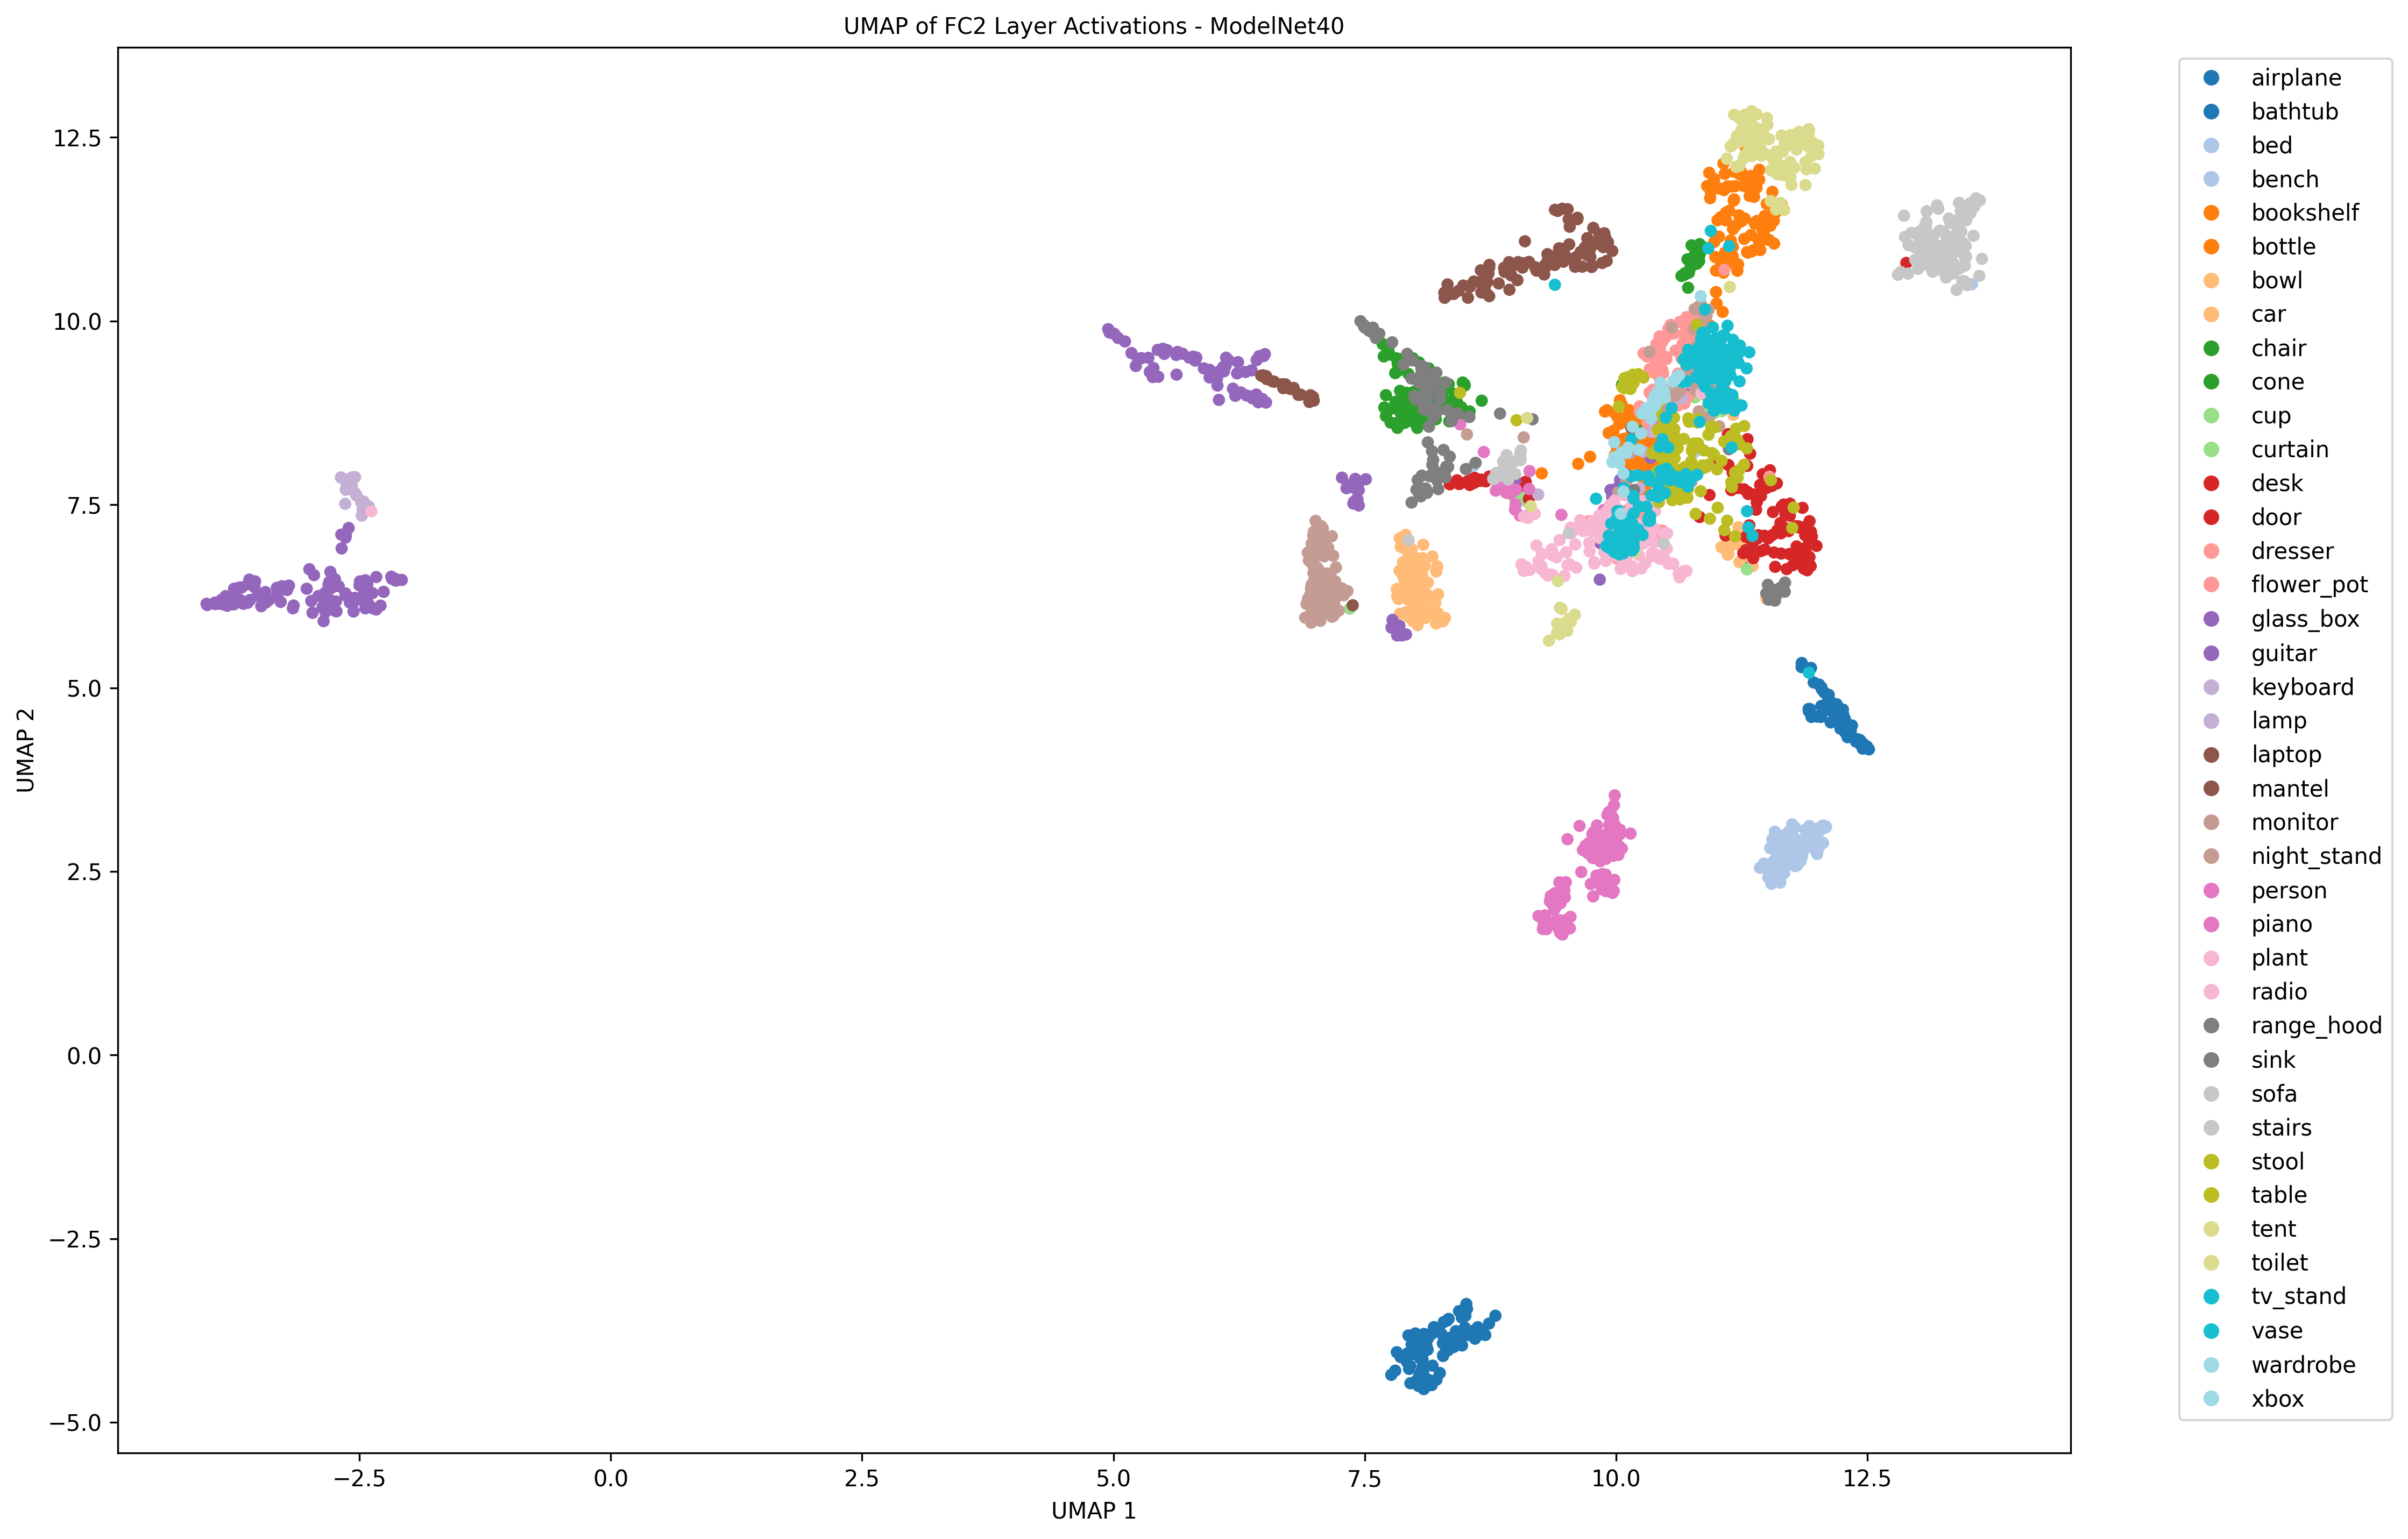 UMAP of FC2 Layer Activations - ModelNet40
12.5
10.0
7.5
5.0
2.5
0.0
−2.5
−5.0
UMAP 2
−2.5
0.0
2.5
5.0
7.5
10.0
12.5
UMAP 1
airplane
bathtub
bed
bench
bookshelf
bottle
bowl
car
chair
cone
cup
curtain
desk
door
dresser
flower_pot
glass_box
guitar
keyboard
lamp
laptop
mantel
monitor
night_stand
person
piano
plant
radio
range_hood
sink
sofa
stairs
stool
table
tent
toilet
tv_stand
vase
wardrobe
xbox